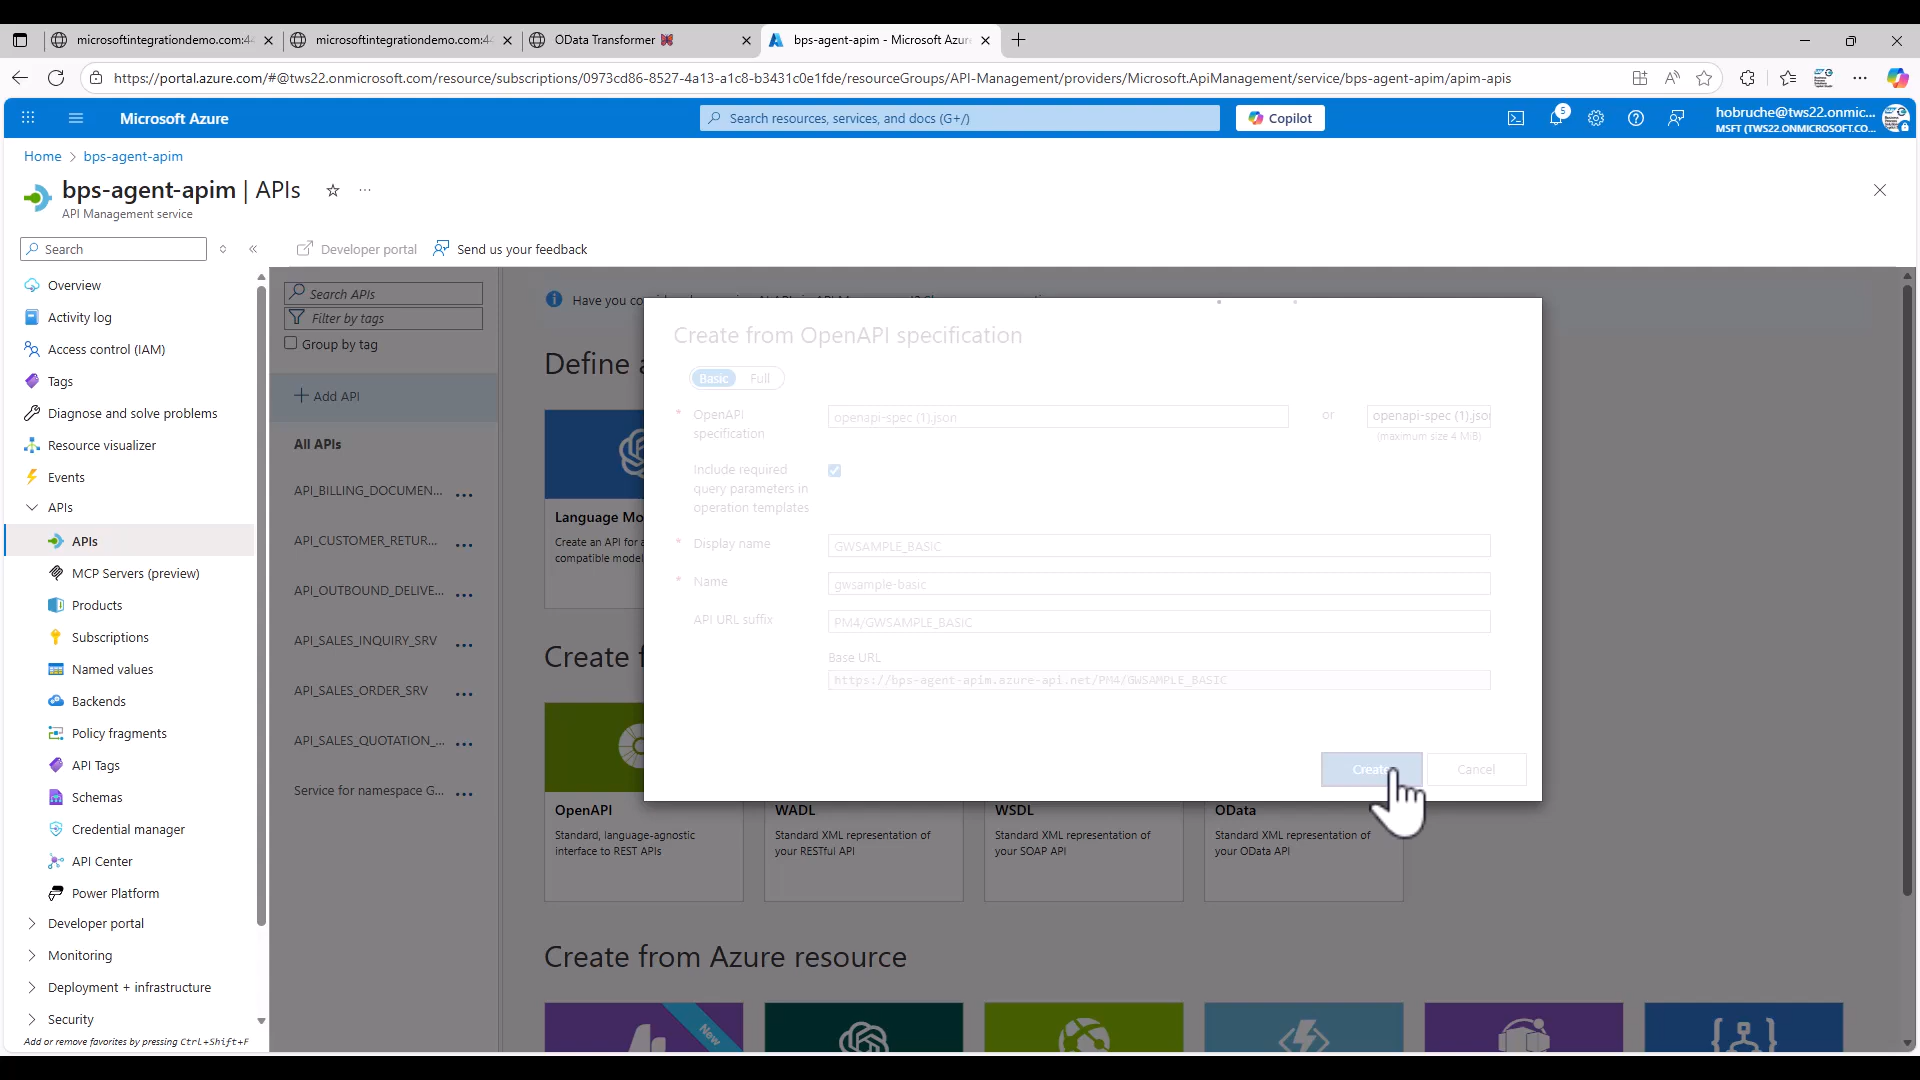 microsoftintegrationdemo.com:44
microsoftintegrationdemo.com:44
OData Transformer
bps-agent-apim - Microsoft Azure
https://portal.azure.com/#@tws22.onmicrosoft.com/resource/subscriptions/0973cd86-8527-4a13-a1c8-b3431c0e1fde/resourceGroups/API-Management/providers/Microsoft.ApiManagement/service/bps-agent-apim/apim-apis
Microsoft Azure
Search resources, services, and docs (G+/)
Copilot
5
hobruche@tws22.onmic...
MSFT (TWS22.ONMICROSOFT.CO...
Home > bps-agent-apim
bps-agent-apim | APIs
API Management service
Search
Developer portal
Send us your feedback
Overview
Activity log
Access control (IAM)
Tags
Diagnose and solve problems
Resource visualizer
Events
APIs
APIs
MCP Servers (preview)
Products
Subscriptions
Named values
Backends
Policy fragments
API Tags
Schemas
Credential manager
API Center
Power Platform
Developer portal
Monitoring
Deployment + infrastructure
Security
Add or remove favorites by pressing Ctrl+Shift+F
Search APIs
Filter by tags
Group by tag
Add API
All APIs
API_BILLING_DOCUMEN...
API_CUSTOMER_RETUR...
API_OUTBOUND_DELIVE...
API_SALES_INQUIRY_SRV
API_SALES_ORDER_SRV
API_SALES_QUOTATION_...
Service for namespace G...
Have you co
Define a
Language Mo
Create an API for a
compatible model
Create f
Create from OpenAPI specification
Basic
Full
* OpenAPI specification
openapi-spec (1).json
or
openapi-spec (1).json
(maximum size 4 MiB)
Include required
query parameters in
operation templates
* Display name
GWSAMPLE_BASIC
* Name
gwsample-basic
API URL suffix
PM4/GWSAMPLE_BASIC
Base URL
https://bps-agent-apim.azure-api.net/PM4/GWSAMPLE_BASIC
Create
Cancel
OpenAPI
Standard, language-agnostic
interface to REST APIs
WADL
Standard XML representation of
your RESTful API
WSDL
Standard XML representation of
your SOAP API
OData
Standard XML representation of
your OData API
Create from Azure resource
New